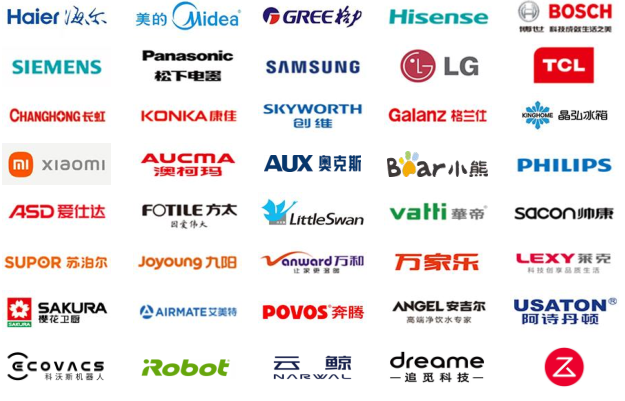 Haier 海尔
美的 Midea
GREE 格力
Hisense
BOSCH
博世 科技成就生活之美
SIEMENS
Panasonic
松下电器
SAMSUNG
LG
TCL
CHANGHONG 长虹
KONKA 康佳
SKYWORTH
创维
Galanz 格兰仕
KINGHOME 晶弘冰箱
mi xiaomi
AUCMA
澳柯玛
AUX 奥克斯
Bear 小熊
PHILIPS
ASD 爱仕达
FOTILE 方太
因爱伟大
LittleSwan
vatti 華帝®
sacon 帅康
SUPOR 苏泊尔
Joyoung 九阳
Vanward 万和
让家更温暖
万家乐
LEXY 莱克
科技创享品质生活
SAKURA
SAKURA
樱花卫厨
AIRMATE 艾美特
POVOS® 奔腾
ANGEL 安吉尔
高端净饮水专家
USATON®
阿诗丹顿
ECOVACS
科沃斯机器人
iRobot
云鲸
NARWAL
dreame
追觅科技